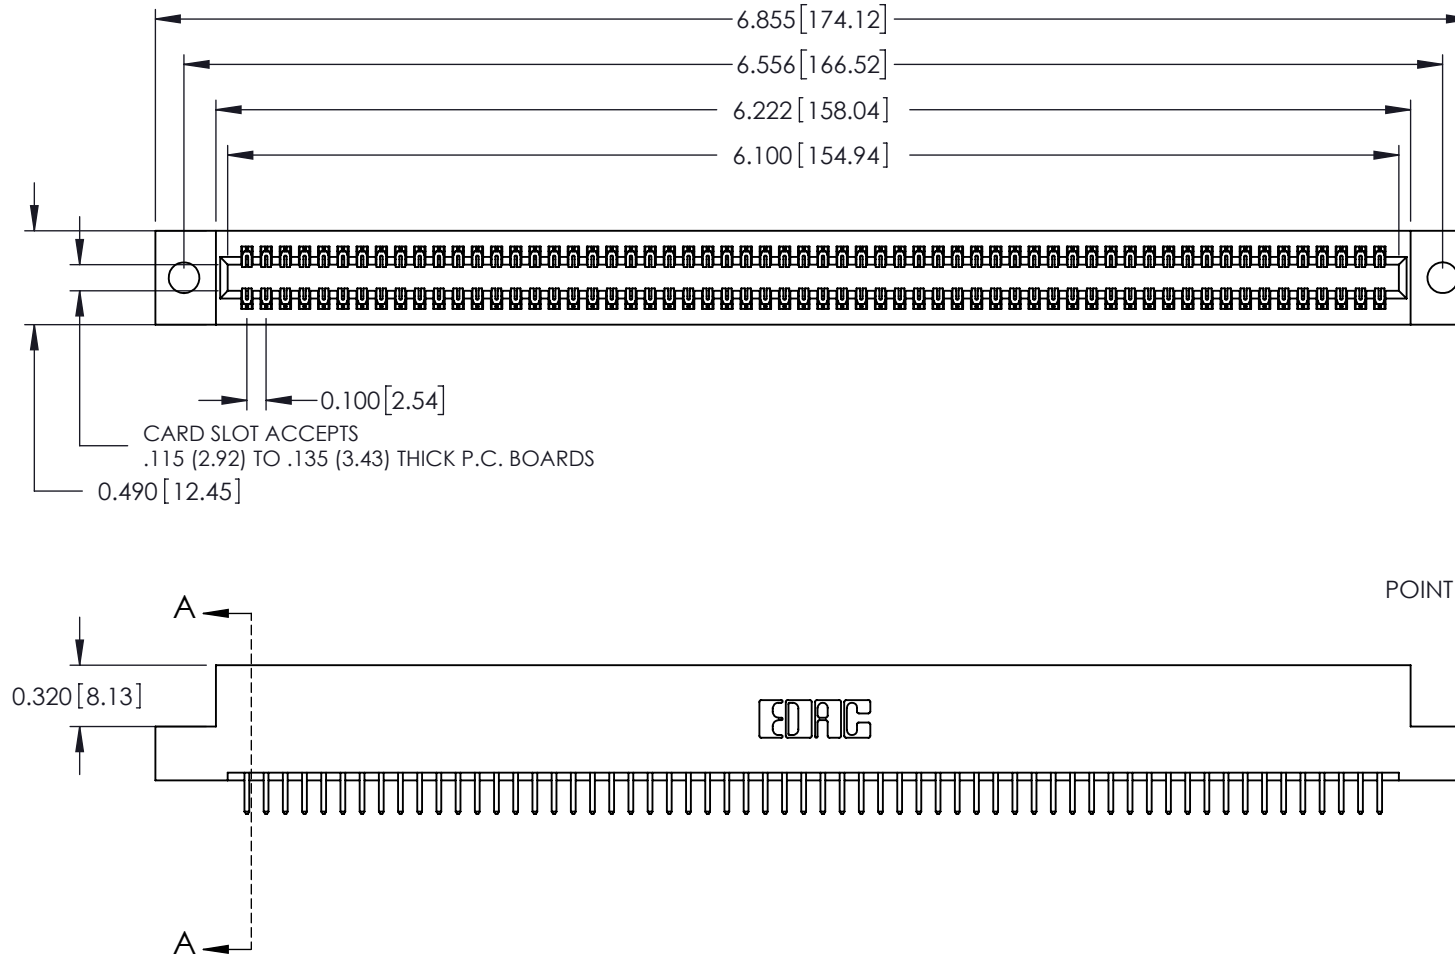 6.855[174.12]
6.556[166.52]
6.222[158.04]
6.100[154.94]
0.100[2.54]
CARD SLOT ACCEPTS
.115 (2.92) TO .135 (3.43) THICK P.C. BOARDS
0.490[12.45]
POINT
A
0.320[8.13]
EDAC
A